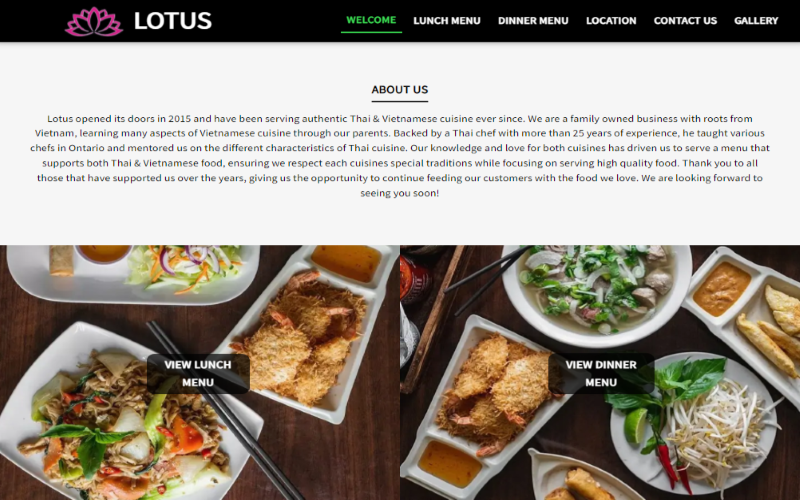 LOTUS
WELCOME LUNCH MENU DINNER MENU LOCATION CONTACT US GALLERY
ABOUT US
Lotus opened its doors in 2015 and have been serving authentic Thai & Vietnamese cuisine ever since. We are a family owned business with roots from
Vietnam, learning many aspects of Vietnamese cuisine through our parents. Backed by a Thai chef with more than 25 years of experience, he taught various
chefs in Ontario and mentored us on the different characteristics of Thai cuisine. Our knowledge and love for both cuisines has driven us to serve a menu that
supports both Thai & Vietnamese food, ensuring we respect each cuisines special traditions while focusing on serving high quality food. Thank you to all
those that have supported us over the years, giving us the opportunity to continue feeding our customers with the food we love. We are looking forward to
seeing you soon!
VIEW LUNCH
MENU
VIEW DINNER
MENU